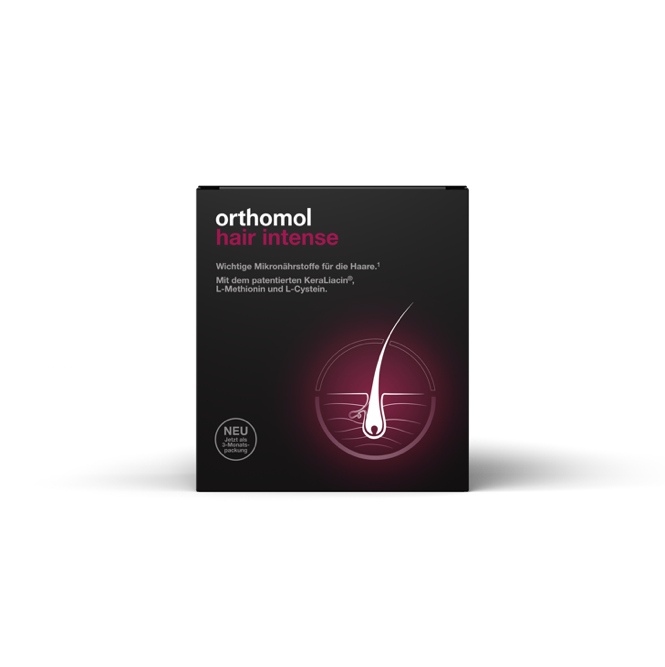 orthomol
hair intense
Wichtige Mikronährstoffe für die Haare.¹
Mit dem patentierten KeraLiacin®,
L-Methionin und L-Cystein.
NEU
Jetzt als
3-Monats-
packung